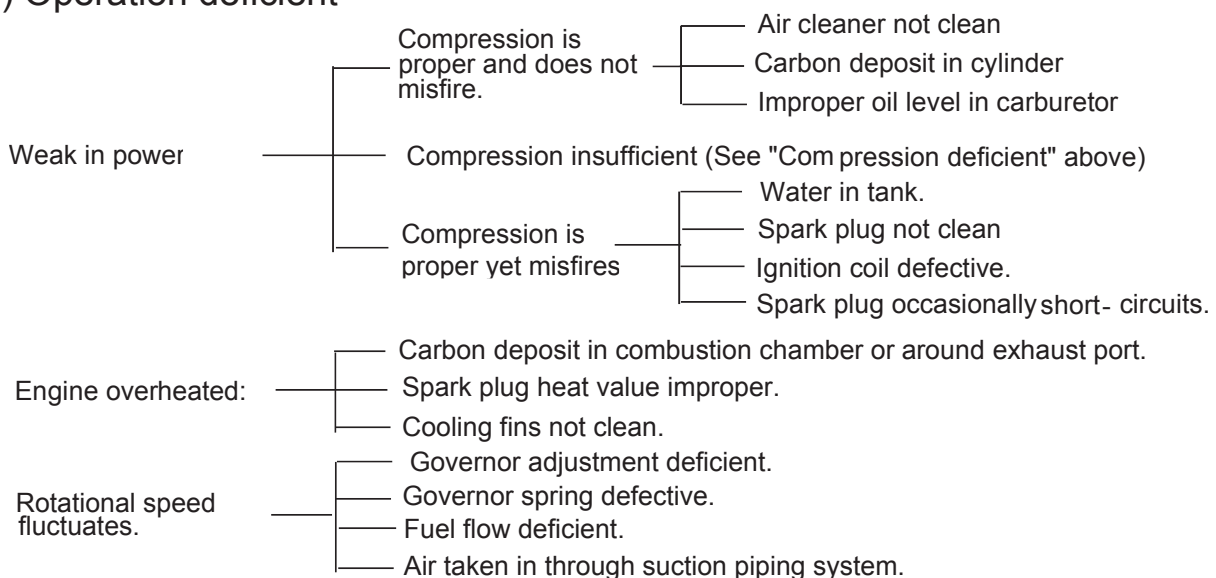 ) Operation deficient
Air cleaner not clean
Compression is
proper and does not
misfire.
Carbon deposit in cylinder
Improper oil level in carburetor
Weak in power
Compression insufficient (See "Com pression deficient" above)
Water in tank.
Spark plug not clean
Compression is
proper yet misfires
Ignition coil defective.
Spark plug occasionally short- circuits.
Carbon deposit in combustion chamber or around exhaust port.
Engine overheated:
Spark plug heat value improper.
Cooling fins not clean.
Governor adjustment deficient.
Rotational speed
fluctuates.
Governor spring defective.
Fuel flow deficient.
Air taken in through suction piping system.